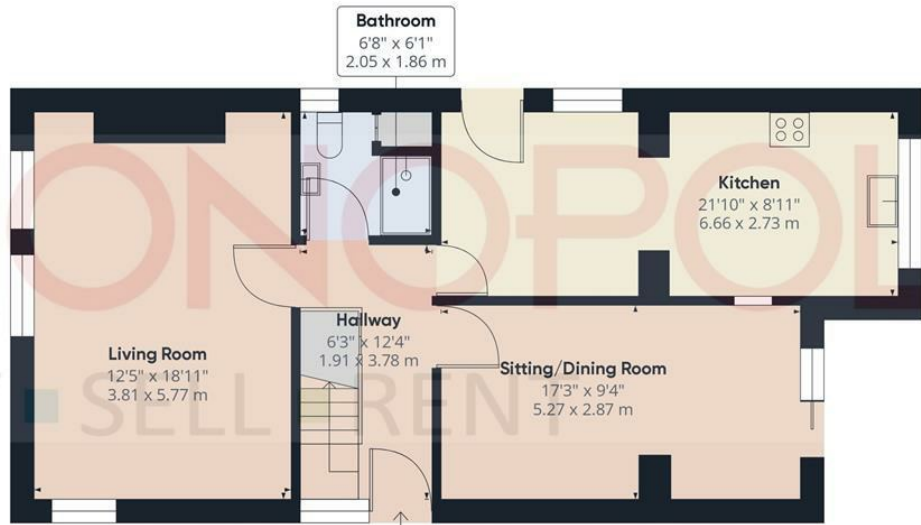 Bathroom
6'8" x 6'1"
2.05 x 1.86 m
ONOPOL
Kitchen
21'10" x 8'11"
6.66 x 2.73 m
Hallway
6'3" x 12'4"
1.91 x 3.78 m
Living Room
12'5" x 18'11"
3.81 x 5.77 m
Sitting/Dining Room
17'3" x 9'4"
5.27 x 2.87 m
SELL RENT